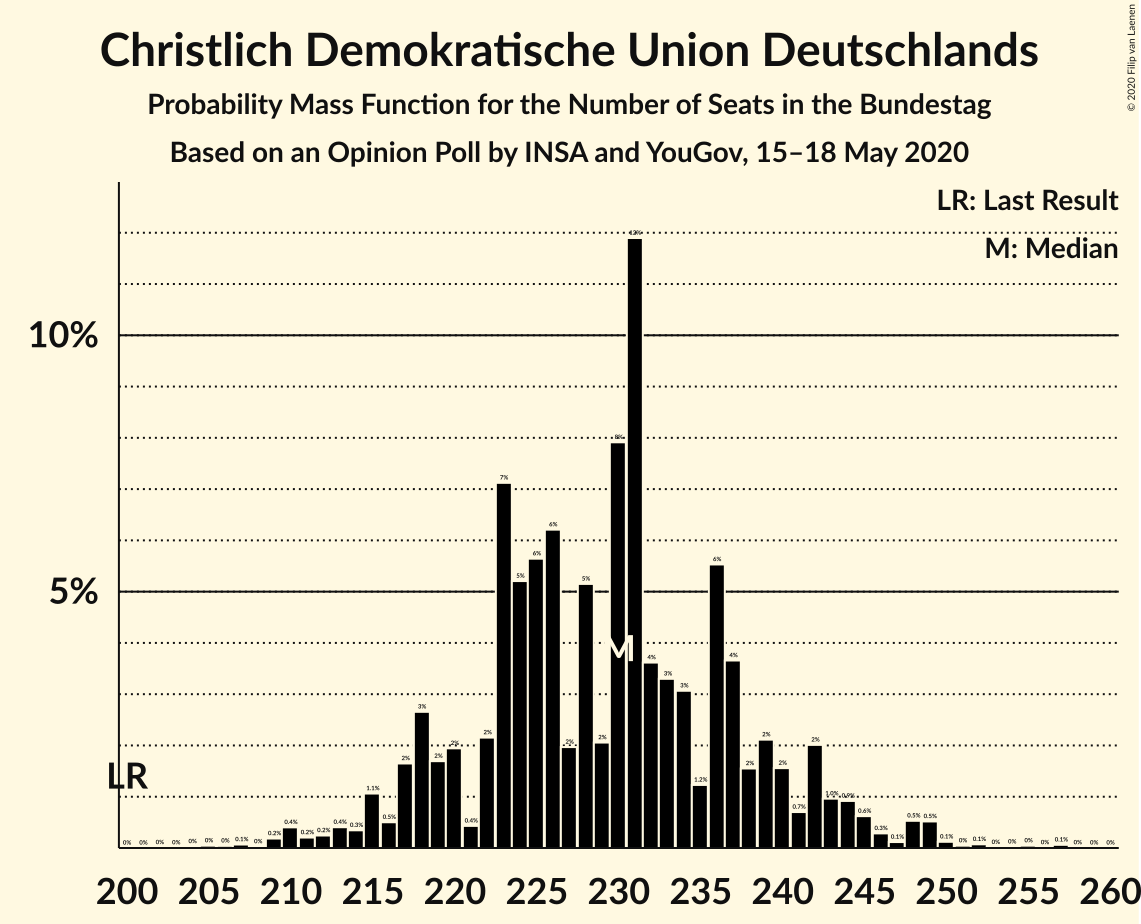 Christlich Demokratische Union Deutschlands
Probability Mass Function for the Number of Seats in the Bundestag
Based on an Opinion Poll by INSA and YouGov, 15–18 May 2020
© 2020 Filip van Laenen
LR: Last Result
M: Median
10%
5%
LR
M
0% 0% 0% 0% 0% 0% 0% 0.1% 0% 0.2% 0.4% 0.2% 0.2% 0.4% 0.3% 1.1% 0.5% 2% 3% 2% 2% 0.4% 2% 7% 5% 6% 6% 2% 5% 2% 8% 12% 4% 3% 3% 1.2% 6% 4% 2% 2% 2% 0.7% 2% 1.0% 0.9% 0.6% 0.3% 0.1% 0.5% 0.5% 0.1% 0% 0.1% 0% 0% 0% 0% 0.1% 0% 0% 0%
200 205 210 215 220 225 230 235 240 245 250 255 260